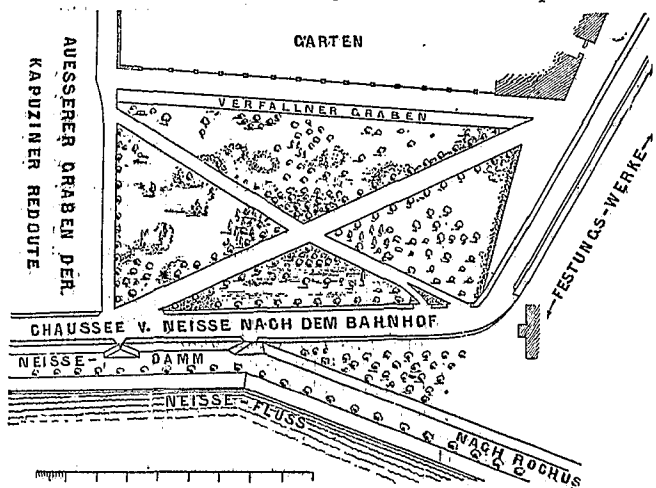 GARTEN
AUESSERER GRABEN DER.
KAPUZINER REDOUTE
VERFALLNER GRABEN
←FESTUNGS-WERKE→
CHAUSSEE V. NEISSE NACH DEM BAHNHOF
NEISSE- DAMM
NEISSE-FLUSS
NACH ROCHUS